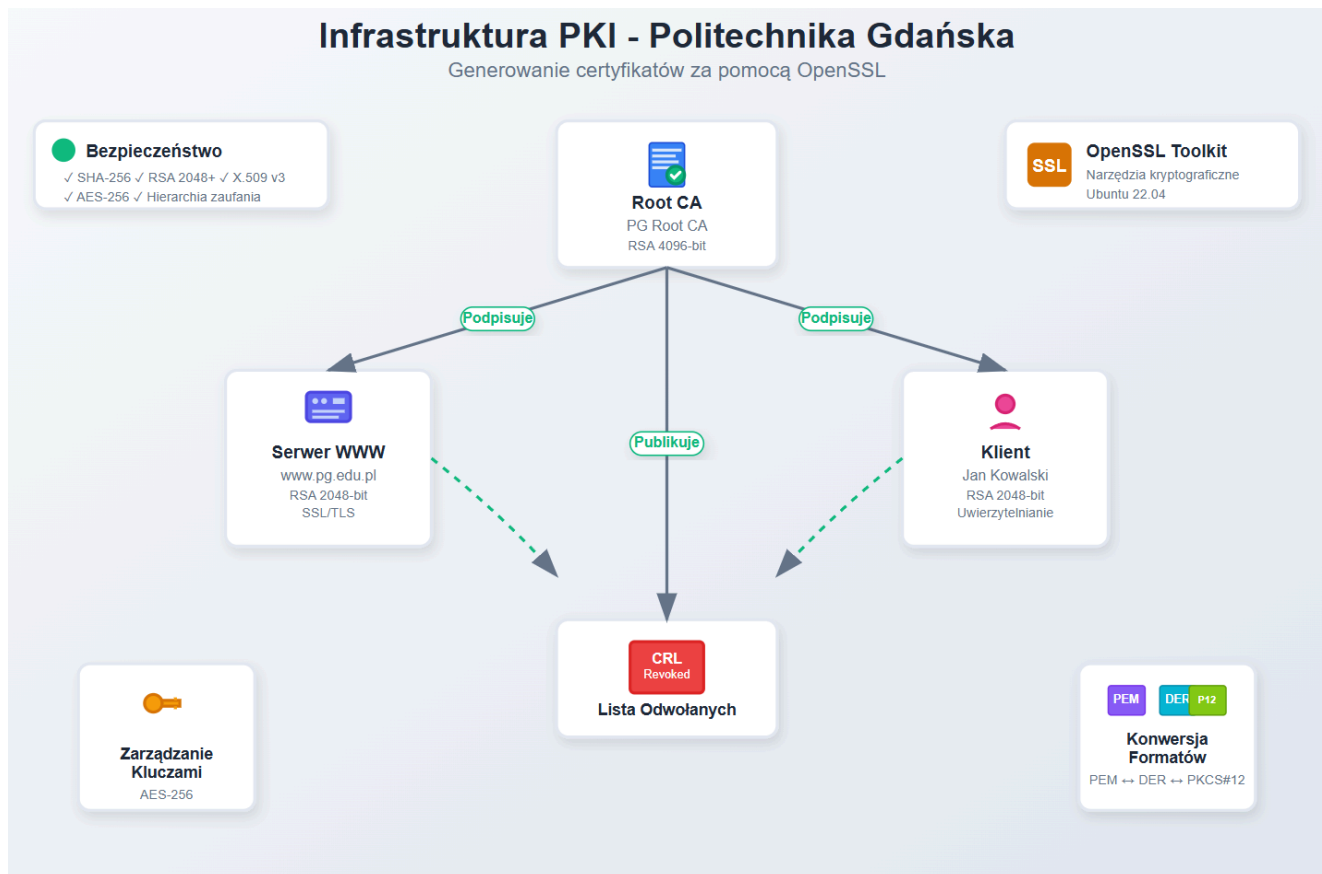 Infrastruktura PKI - Politechnika Gdańska
Generowanie certyfikatów za pomocą OpenSSL
Bezpieczeństwo
✓ SHA-256 ✓ RSA 2048+ ✓ X.509 v3
✓ AES-256 ✓ Hierarchia zaufania
Root CA
PG Root CA
RSA 4096-bit
SSL
OpenSSL Toolkit
Narzędzia kryptograficzne
Ubuntu 22.04
Podpisuje
Podpisuje
Serwer WWW
www.pg.edu.pl
RSA 2048-bit
SSL/TLS
Publikuje
Klient
Jan Kowalski
RSA 2048-bit
Uwierzytelnianie
CRL
Revoked
Lista Odwołanych
Zarządzanie
Kluczami
AES-256
PEM
DER
P12
Konwersja
Formatów
PEM ↔ DER ↔ PKCS#12